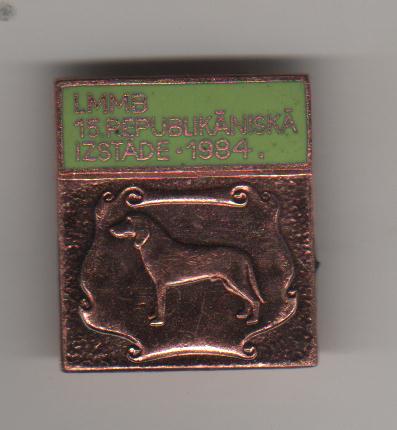 LMMB
15.REPUBLIKĀNISKĀ
IZSTĀDE · 1984.